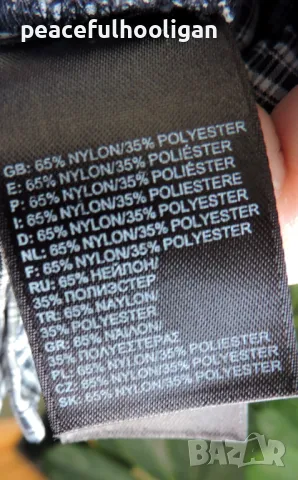 peacefulhooligan
GB: 65% NYLON/35% POLYESTER
E: 65% NYLON/35% POLIÉSTER
P: 65% NYLON/35% POLIÉSTER
I: 65% NYLON/35% POLIESTERE
D: 65% NYLON/35% POLYESTER
NL: 65% NYLON/35% POLYESTER
F: 65% NYLON/35% POLYESTER
RU: 65% НЕЙЛОН/
35% ПОПИЭСТЕР
TR: 65% NAYLON/
35% POLYESTER
GR: 65% ΝΑΪΛΟΝ/
35% ΠΟΛΥΕΣΤΕΡΑΣ
PL: 65% NYLON/35% POLYESTER
CZ: 65% NYLON/35% POLYESTER
SK: 65% NYLON/35% POLYESTER
BAZAR